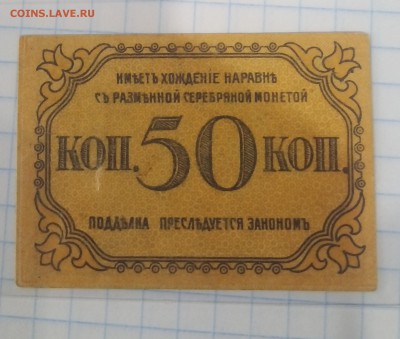 COINS.LAVE.RU
ИМѢЕТЪ ХОЖДЕНІЕ НАРАВНѢ
СЪ РАЗМѢННОЙ СЕРЕБРЯНОЙ МОНЕТОЙ
КОП. 50 КОП.
ПОДДѢЛКА ПРЕСЛѢДУЕТСЯ ЗАКОНОМЪ